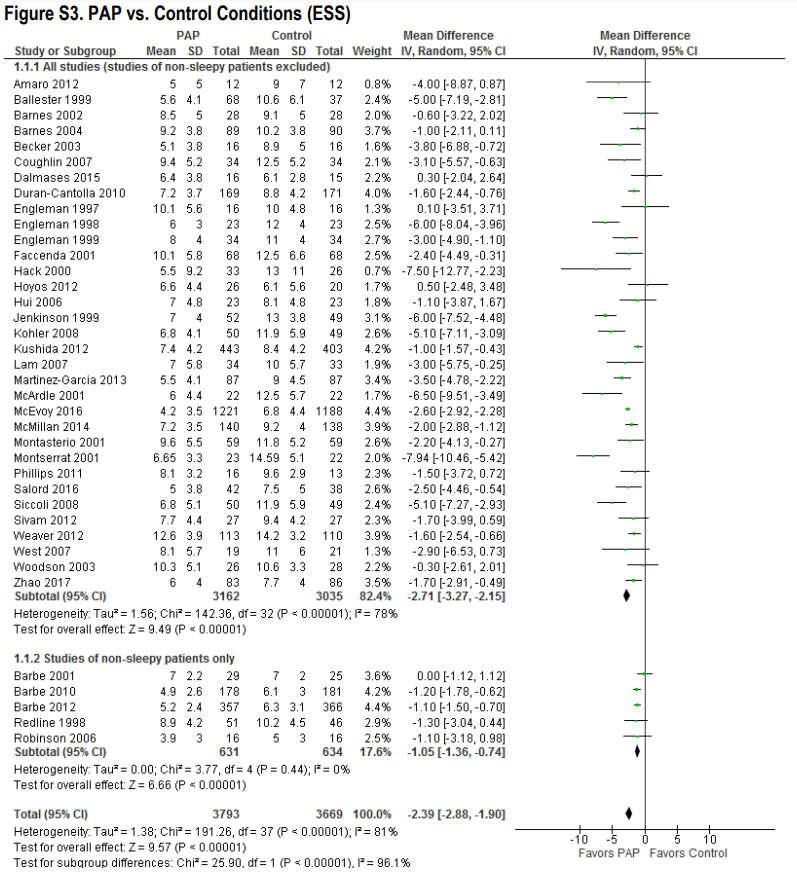 Figure S3. PAP vs. Control Conditions (ESS)
PAP Control Mean Difference Mean Difference
Study or Subgroup Mean SD Total Mean SD Total Weight IV, Random, 95% CI IV, Random, 95% CI
1.1.1 All studies (studies of non-sleepy patients excluded)
Amaro 2012 5 5 12 9 7 12 0.8% -4.00 [-8.87, 0.87]
Ballester 1999 5.6 4.1 68 10.6 6.1 37 2.4% -5.00 [-7.19, -2.81]
Barnes 2002 8.5 5 28 9.1 5 28 2.0% -0.60 [-3.22, 2.02]
Barnes 2004 9.2 3.8 89 10.2 3.8 90 4.0% -1.00 [-2.11, 0.11]
Becker 2003 5.1 3.8 16 8.9 5 16 1.6% -3.80 [-6.88, -0.72]
Coughlin 2007 9.4 5.2 34 12.5 5.2 34 2.1% -3.10 [-5.57, -0.63]
Dalmases 2015 6.4 3.8 16 6.1 2.8 15 2.2% 0.30 [-2.04, 2.64]
Duran-Cantolla 2010 7.2 3.7 169 8.8 4.2 171 4.2% -1.60 [-2.44, -0.76]
Engleman 1997 10.1 5.6 16 10 4.8 16 1.3% 0.10 [-3.51, 3.71]
Engleman 1998 6 3 23 12 4 23 2.6% -6.00 [-8.04, -3.96]
Engleman 1999 8 4 34 11 4 34 2.7% -3.00 [-4.90, -1.10]
Faccenda 2001 10.1 5.8 68 12.5 6.6 68 2.5% -2.40 [-4.49, -0.31]
Hack 2000 5.5 9.2 33 13 11 26 0.7% -7.50 [-12.77, -2.23]
Hoyos 2012 6.6 4.4 26 6.1 5.6 20 1.7% 0.50 [-2.48, 3.48]
Hui 2006 7 4.8 23 8.1 4.8 23 1.8% -1.10 [-3.87, 1.67]
Jenkinson 1999 7 4 52 13 3.8 49 3.3% -6.00 [-7.52, -4.48]
Kohler 2008 6.8 4.1 50 11.9 5.9 49 2.6% -5.10 [-7.11, -3.09]
Kushida 2012 7.4 4.2 443 8.4 4.2 403 4.6% -1.00 [-1.57, -0.43]
Lam 2007 7 5.8 34 10 5.7 33 1.9% -3.00 [-5.75, -0.25]
Martinez-Garcia 2013 5.5 4.1 87 9 4.5 87 3.6% -3.50 [-4.78, -2.22]
McArdle 2001 6 4.4 22 12.5 5.7 22 1.7% -6.50 [-9.51, -3.49]
McEvoy 2016 4.2 3.5 1221 6.8 4.4 1188 4.8% -2.60 [-2.92, -2.28]
McMillan 2014 7.2 3.5 140 9.2 4 138 4.2% -2.00 [-2.88, -1.12]
Montasterio 2001 9.6 5.5 59 11.8 5.2 59 2.7% -2.20 [-4.13, -0.27]
Montserrat 2001 6.65 3.3 23 14.59 5.1 22 2.1% -7.94 [-10.46, -5.42]
Phillips 2011 8.1 3.2 16 9.6 2.9 13 2.3% -1.50 [-3.72, 0.72]
Salord 2016 5 3.8 42 7.5 5 38 2.6% -2.50 [-4.46, -0.54]
Siccoli 2008 6.8 5.1 50 11.9 5.9 49 2.4% -5.10 [-7.27, -2.93]
Sivam 2012 7.7 4.4 27 9.4 4.2 27 2.3% -1.70 [-3.99, 0.59]
Weaver 2012 12.6 3.9 113 14.2 3.2 110 4.2% -1.60 [-2.54, -0.66]
West 2007 8.1 5.7 19 11 6 21 1.3% -2.90 [-6.53, 0.73]
Woodson 2003 10.3 5.1 26 10.6 3.3 28 2.3% -0.30 [-2.61, 2.01]
Zhao 2017 6 4 83 7.7 4 86 3.8% -1.70 [-2.91, -0.49]
Subtotal (95% CI) 3162 3035 82.4% -2.71 [-3.27, -2.15]
Heterogeneity: Tau² = 1.56; Chi² = 142.36, df = 32 (P < 0.00001); I² = 78%
Test for overall effect: Z = 9.49 (P < 0.00001)
1.1.2 Studies of non-sleepy patients only
Barbe 2001 7 2.2 29 7 2 25 3.6% 0.00 [-1.12, 1.12]
Barbe 2010 4.9 2.6 178 6.1 3 181 4.2% -1.20 [-1.78, -0.62]
Barbe 2012 5.2 2.4 357 6.3 3.1 366 4.6% -1.10 [-1.50, -0.70]
Redline 1998 8.9 4.2 51 10.2 4.5 46 2.8% -1.30 [-3.04, 0.44]
Robinson 2006 3.9 3 16 5 3 16 2.4% -1.10 [-3.18, 0.98]
Subtotal (95% CI) 631 634 17.6% -1.05 [-1.36, -0.74]
Heterogeneity: Tau² = 0.00; Chi² = 3.77, df = 4 (P = 0.44); I² = 0%
Test for overall effect: Z = 6.66 (P < 0.00001)
Total (95% CI) 3793 3669 100.0% -2.39 [-2.88, -1.90]
Heterogeneity: Tau² = 1.38; Chi² = 191.26, df = 37 (P < 0.00001); I² = 81%
Test for overall effect: Z = 9.57 (P < 0.00001)
Test for subgroup differences: Chi² = 25.90, df = 1 (P < 0.00001), I² = 96.1%
-10 -5 0 5 10
Favors PAP Favors Control